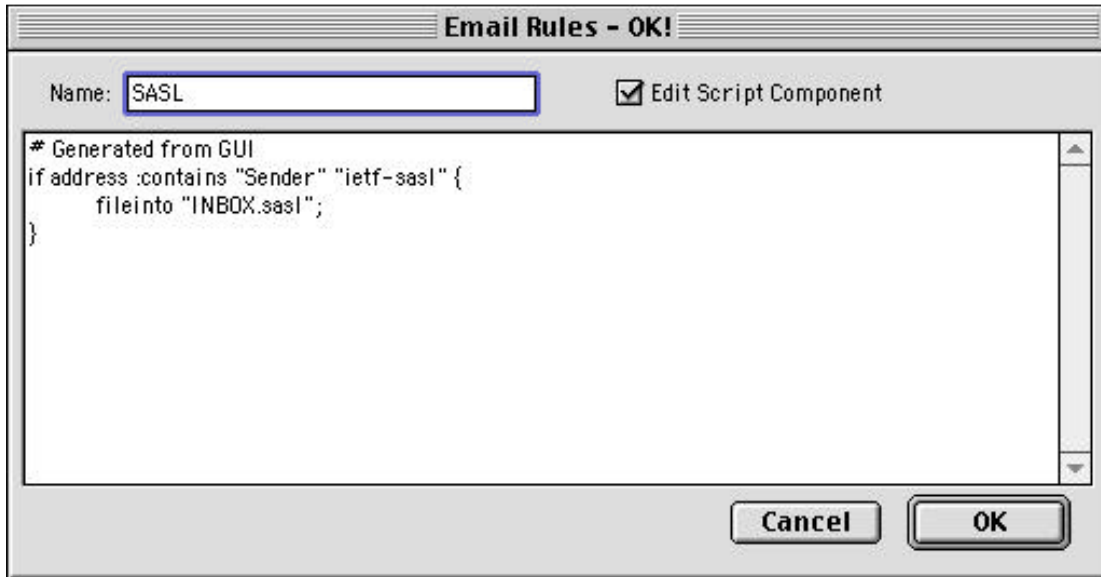 Email Rules - OK!
Name: SASL Edit Script Component
# Generated from GUI
if address :contains "Sender" "ietf-sasl" {
fileinto "INBOX.sasl";
}
Cancel OK